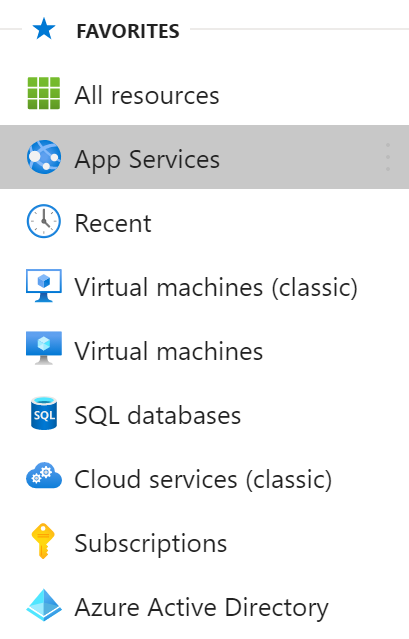 FAVORITES
All resources
App Services
Recent
Virtual machines (classic)
Virtual machines
SQL SQL databases
Cloud services (classic)
Subscriptions
Azure Active Directory